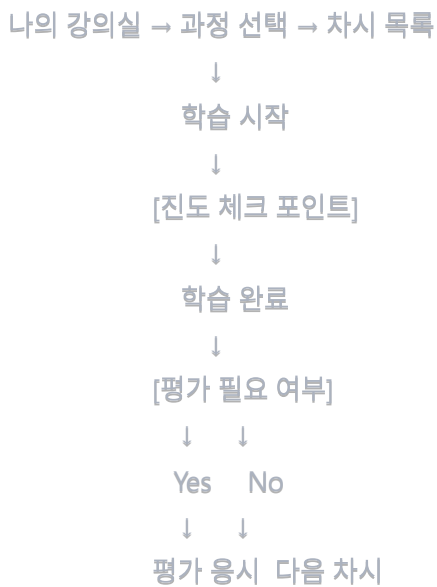 나의 강의실 → 과정 선택 → 차시 목록
↓
학습 시작
↓
[진도 체크 포인트]
↓
학습 완료
↓
[평가 필요 여부]
↓ ↓
Yes No
↓ ↓
평가 응시 다음 차시